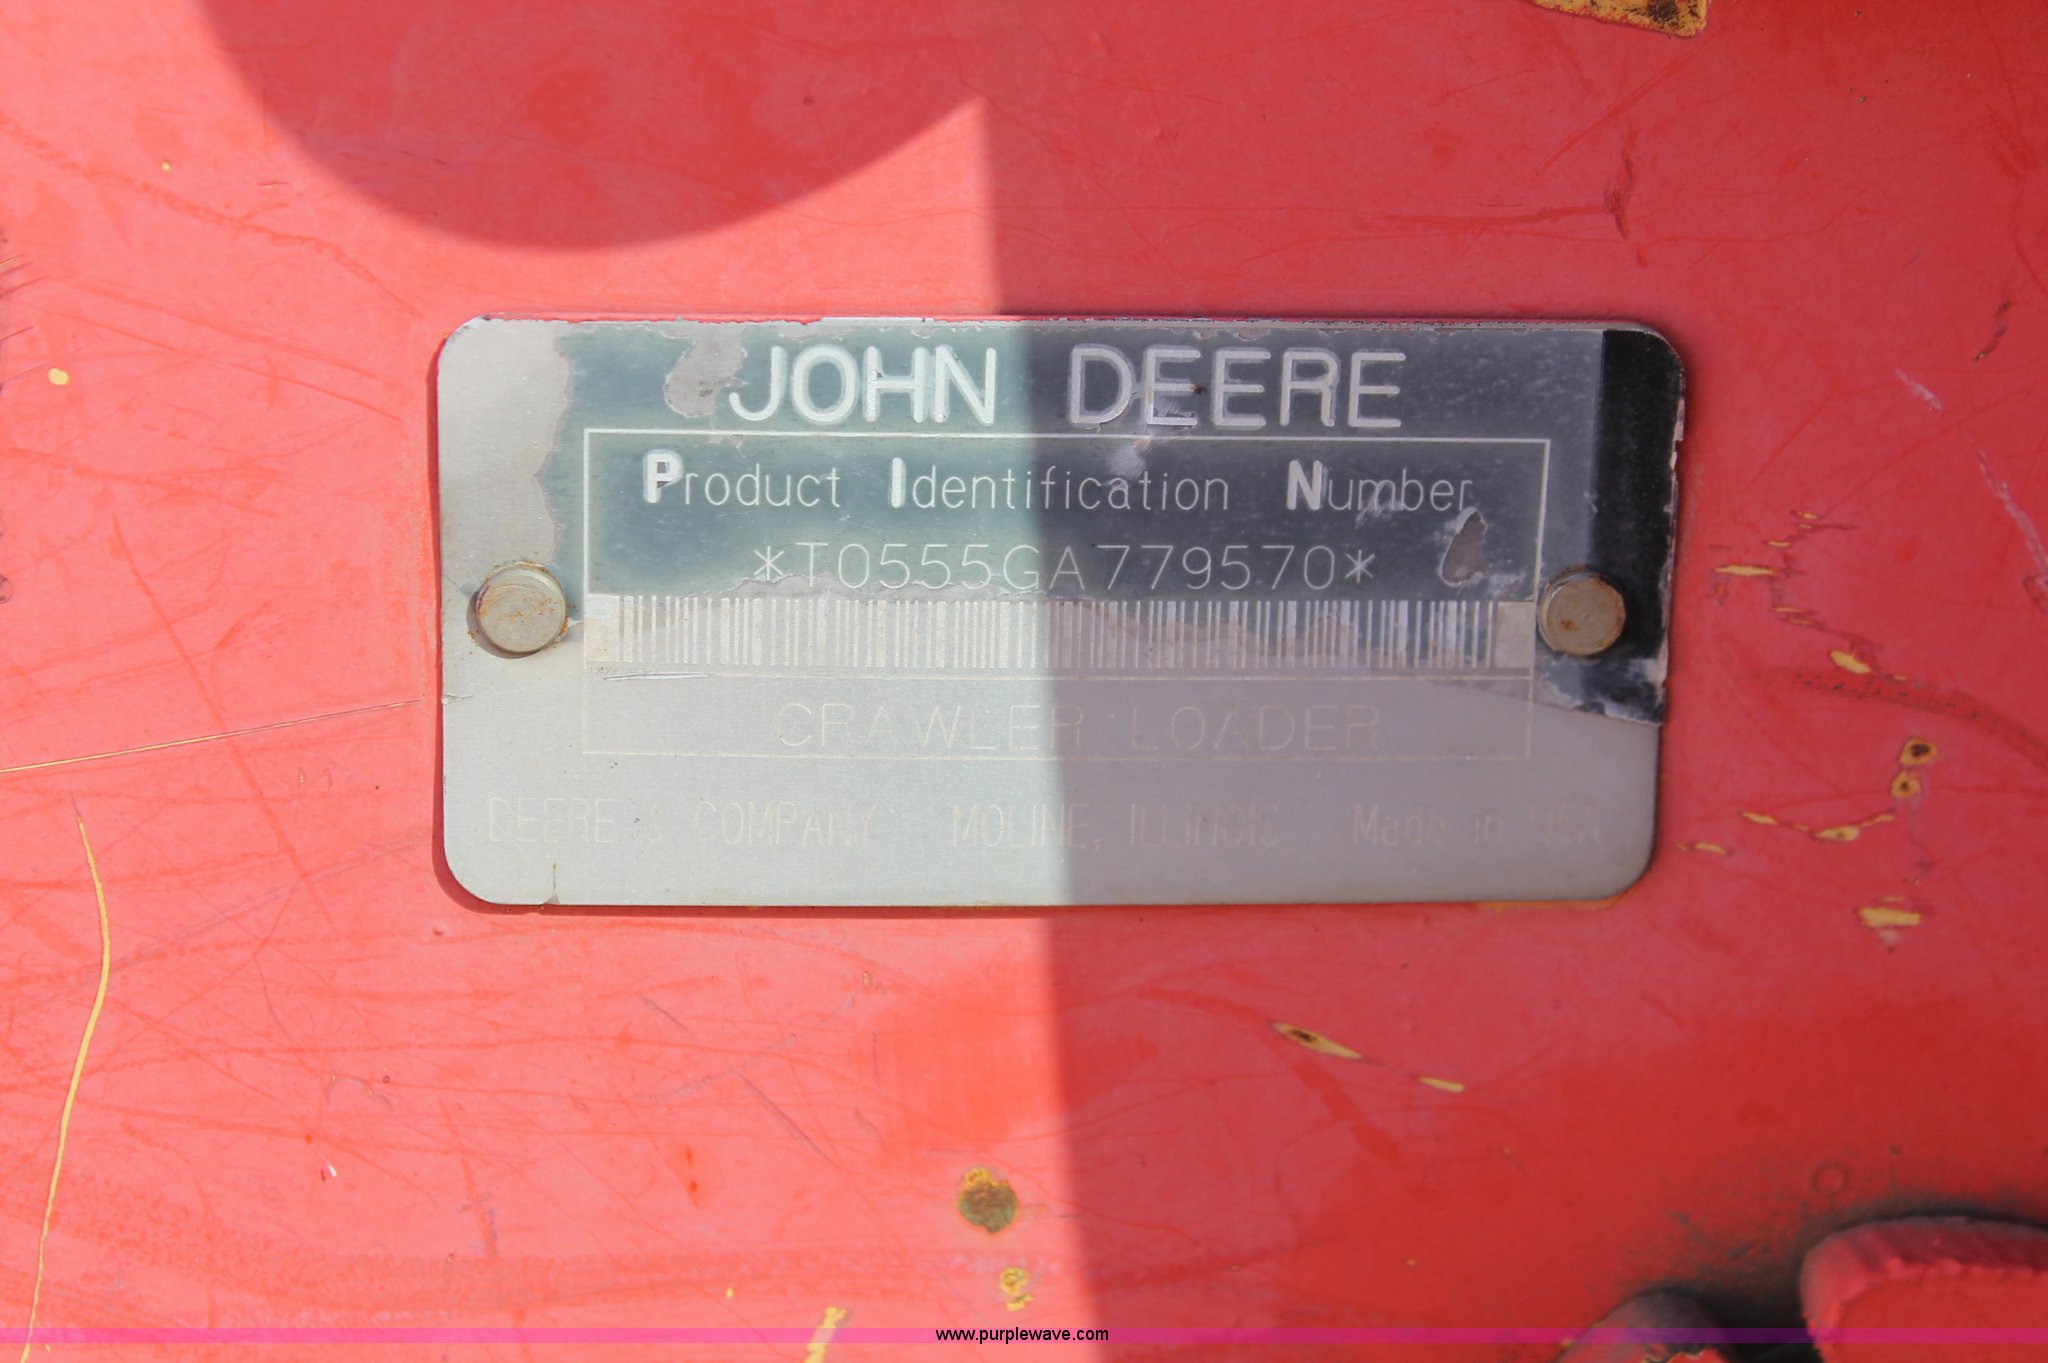 JOHN DEERE
Product Identification Number
*T0555GA779570*
CRAWLER LOADER
DEERE & COMPANY MOLINE, ILLINOIS Made in USA
www.purplewave.com